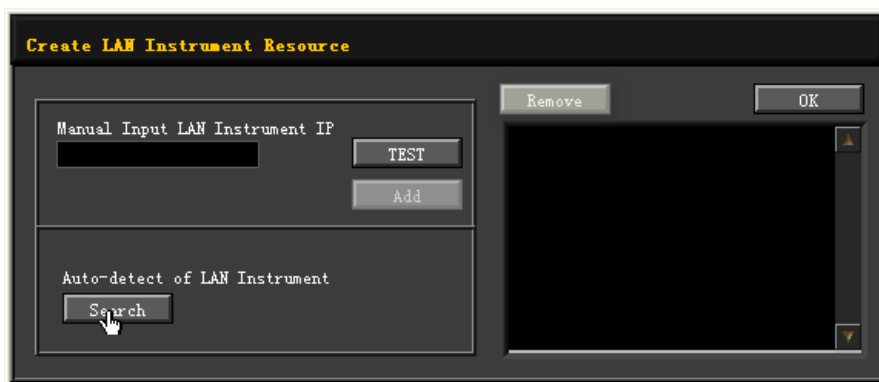 Create LAN Instrument Resource
Remove
OK
Manual Input LAN Instrument IP
TEST
Add
Auto-detect of LAN Instrument
Search